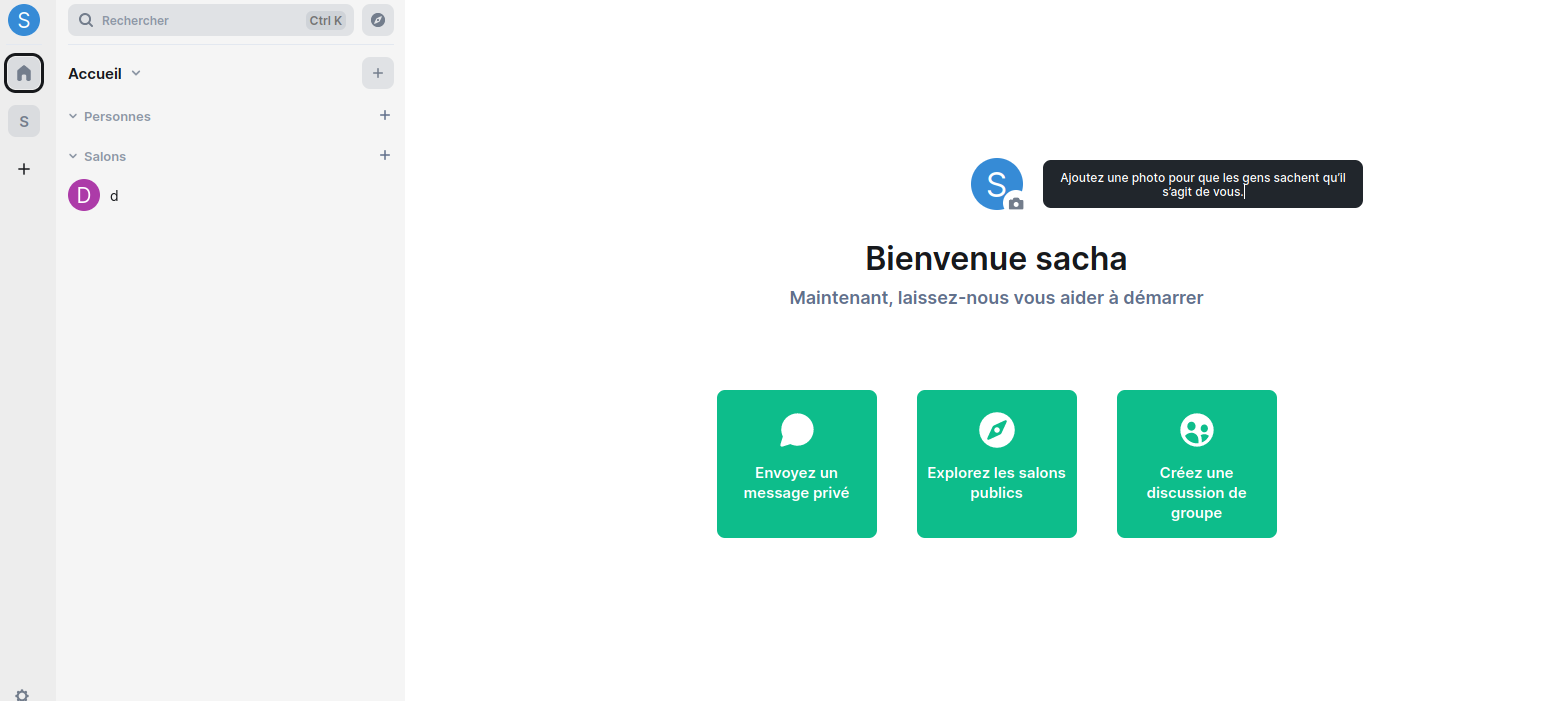 S
Rechercher
Ctrl K
Accueil
Personnes
S
Salons
D
d
S
Ajoutez une photo pour que les gens sachent qu’il
s’agit de vous.
Bienvenue sacha
Maintenant, laissez-nous vous aider à démarrer
Envoyez un
message privé
Explorez les salons
publics
Créez une
discussion de
groupe